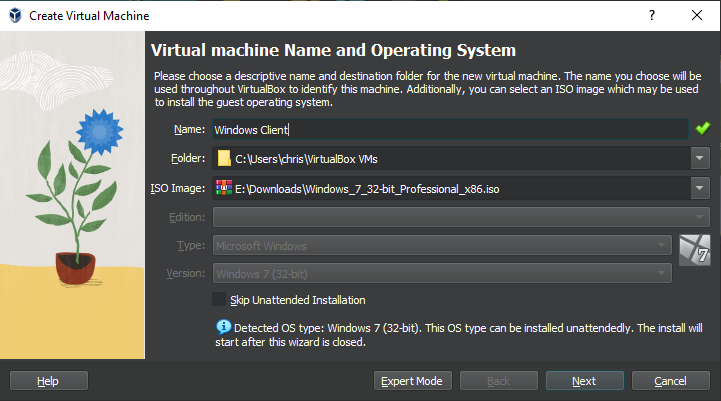 Create Virtual Machine
?
Virtual machine Name and Operating System
Please choose a descriptive name and destination folder for the new virtual machine. The name you choose will be
used throughout VirtualBox to identify this machine. Additionally, you can select an ISO image which may be used
to install the guest operating system.
Name: Windows Client
Folder: C:\Users\chris\VirtualBox VMs
ISO Image: E:\Downloads\Windows_7_32-bit_Professional_x86.iso
Edition:
Type: Microsoft Windows
7
Version: Windows 7 (32-bit)
Skip Unattended Installation
Detected OS type: Windows 7 (32-bit). This OS type can be installed unattendedly. The install will
start after this wizard is closed.
Help Expert Mode Back Next Cancel